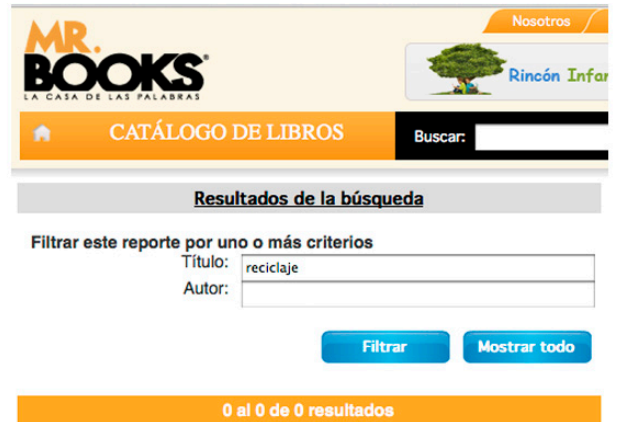 Nosotros
MR.
BOOKS
LA CASA DE LAS PALABRAS
Rincón Infan
CATÁLOGO DE LIBROS
Buscar:
Resultados de la búsqueda
Filtrar este reporte por uno o más criterios
Título: reciclaje
Autor:
Filtrar Mostrar todo
0 al 0 de 0 resultados